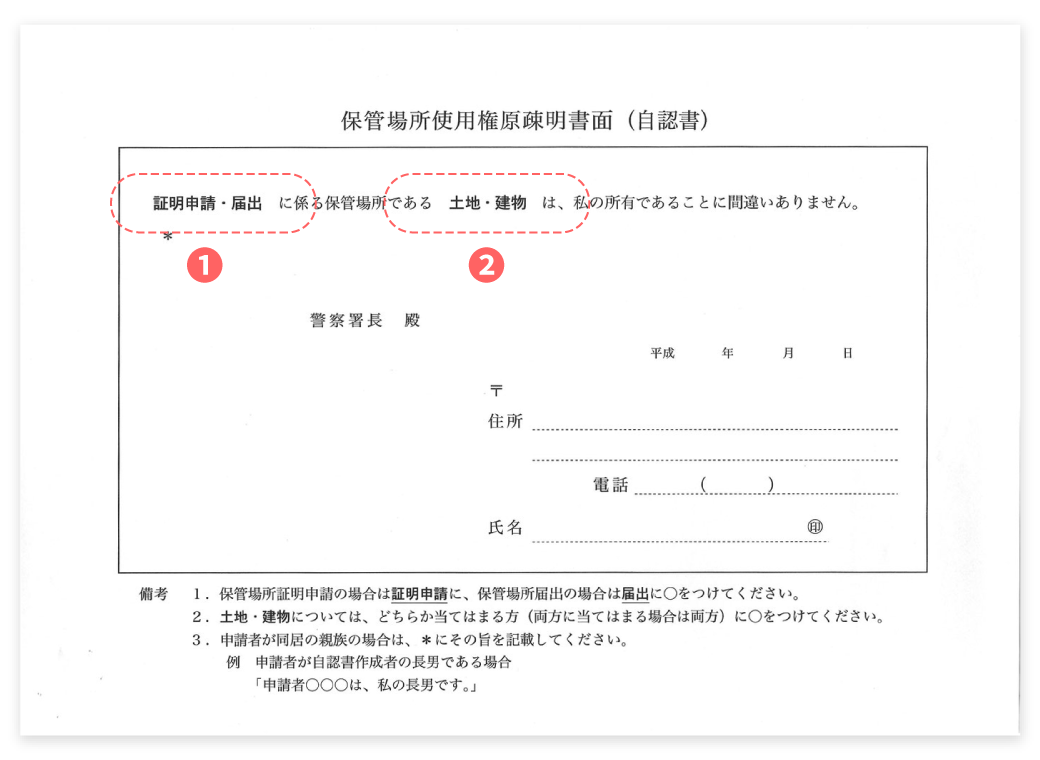 保管場所使用権原疎明書面（自認書）
証明申請・届出　に係る保管場所である　土地・建物　は、私の所有であることに間違いありません。
＊
1
2
警察署長　殿
平成　　年　　月　　日
〒
住所
電話　（　　）
氏名　㊞
備考　1．保管場所証明申請の場合は証明申請に、保管場所届出の場合は届出に〇をつけてください。
2．土地・建物については、どちらか当てはまる方（両方に当てはまる場合は両方）に〇をつけてください。
3．申請者が同居の親族の場合は、＊にその旨を記載してください。
例　申請者が自認書作成者の長男である場合
「申請者〇〇〇は、私の長男です。」